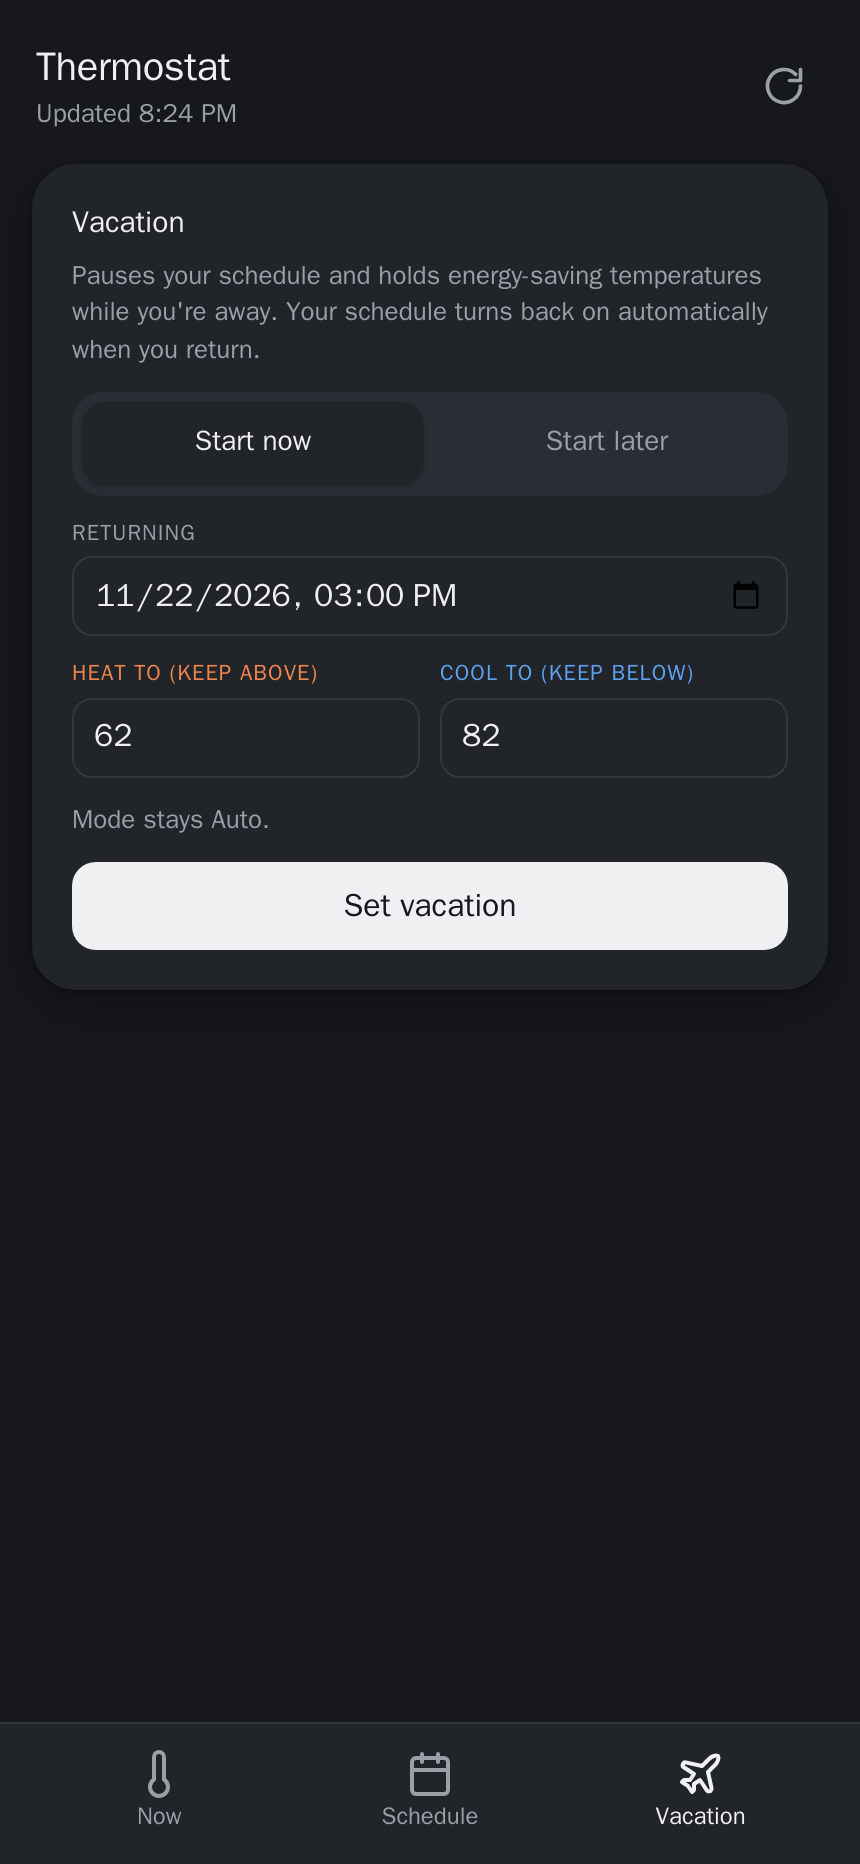 Thermostat
Updated 8:24 PM
Vacation
Pauses your schedule and holds energy-saving temperatures
while you're away. Your schedule turns back on automatically
when you return.
Start now
Start later
RETURNING
11/22/2026, 03:00 PM
HEAT TO (KEEP ABOVE)
COOL TO (KEEP BELOW)
62
82
Mode stays Auto.
Set vacation
Now
Schedule
Vacation